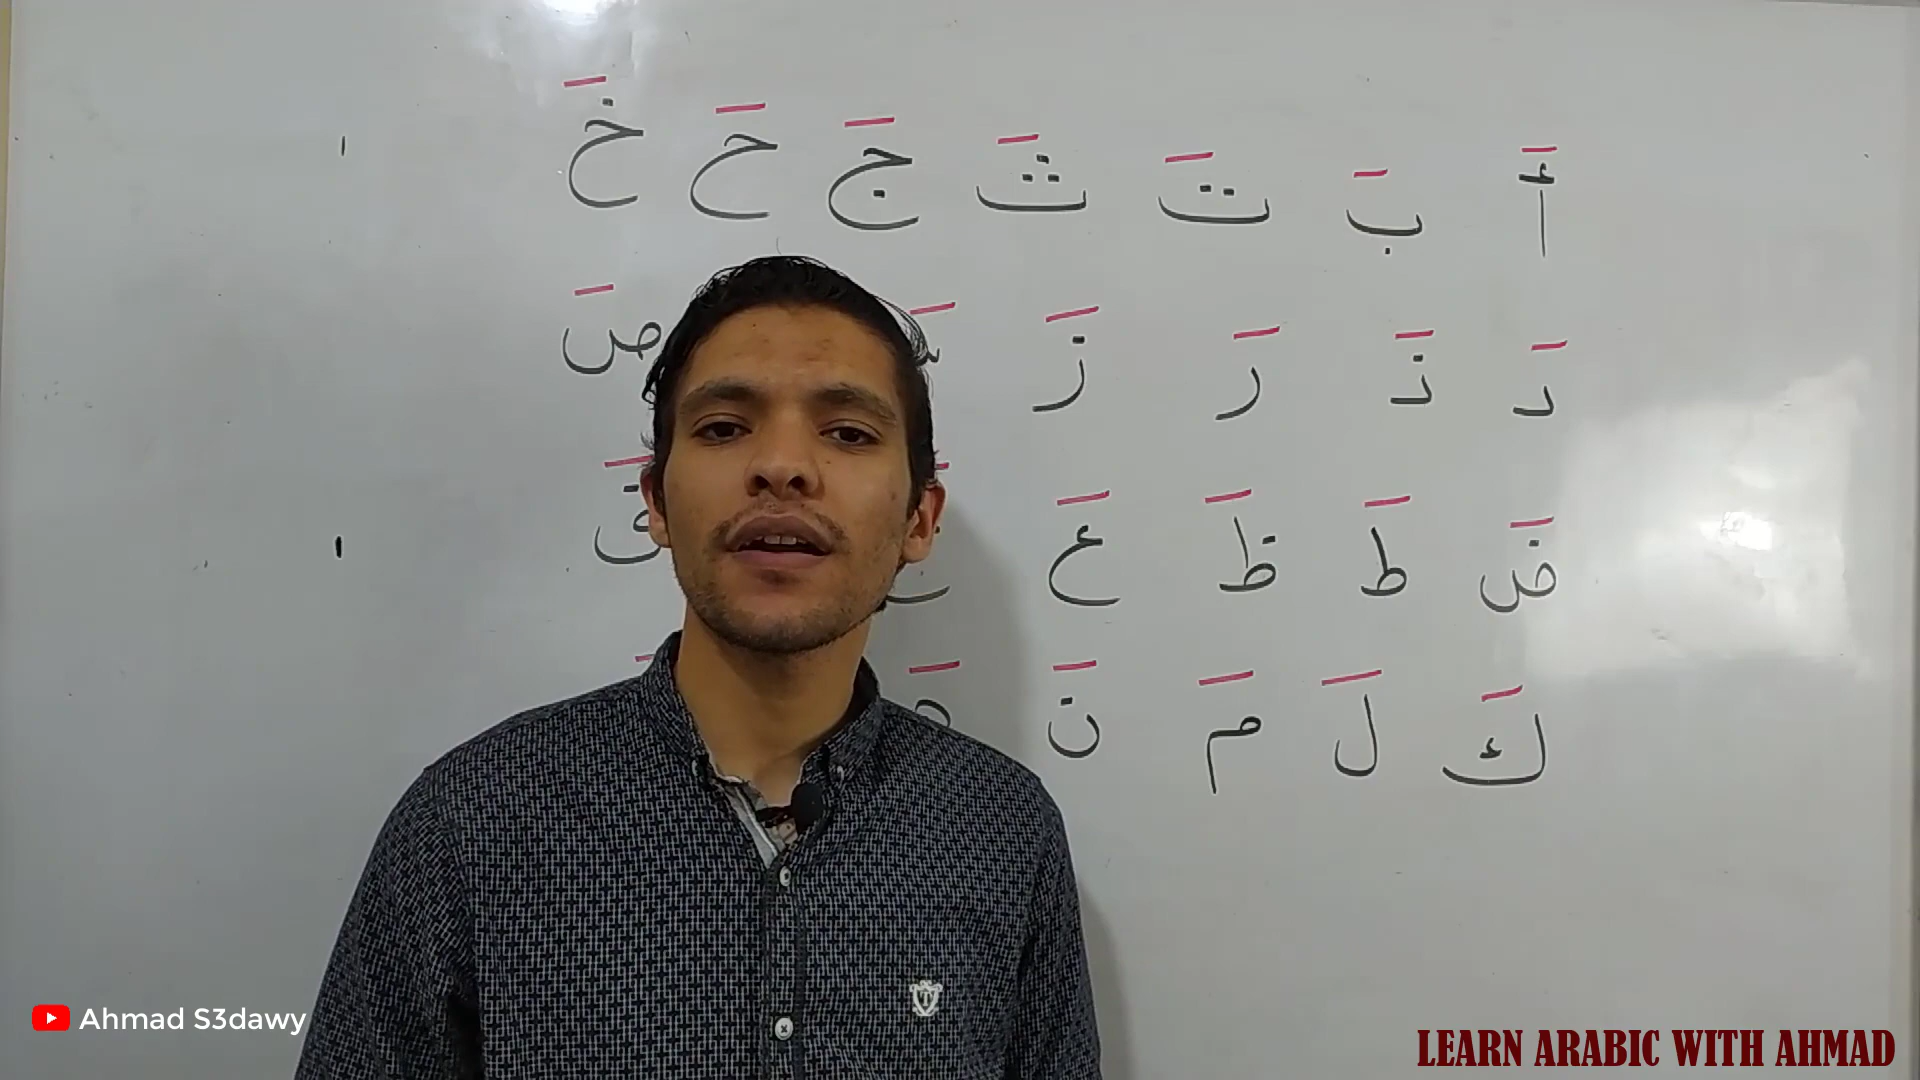 أَ بَ تَ ثَ جَ حَ خَ
دَ ذَ رَ زَ صَ
ضَ طَ ظَ عَ
كَ لَ مَ نَ
Ahmad S3dawy
LEARN ARABIC WITH AHMAD